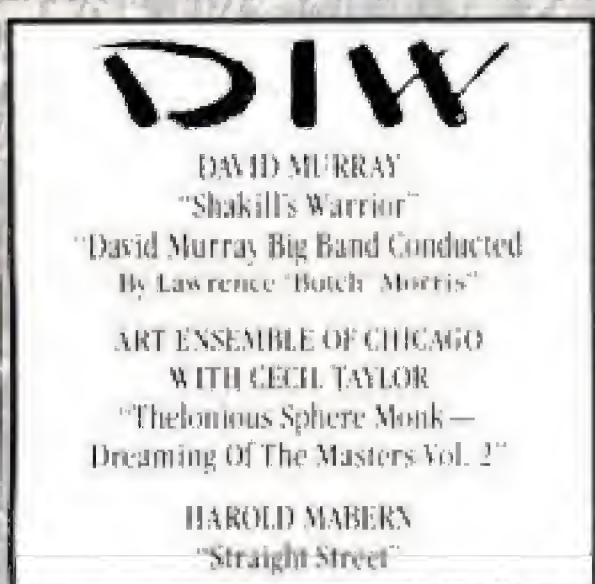 DIW
DAVID MURRAY
"Shakill's Warrior"
"David Murray Big Band Conducted
By Lawrence "Butch" Morris"
ART ENSEMBLE OF CHICAGO
WITH CECIL TAYLOR
"Thelonious Sphere Monk—
Dreaming Of The Masters Vol. 2"
HAROLD MABERN
"Straight Street"